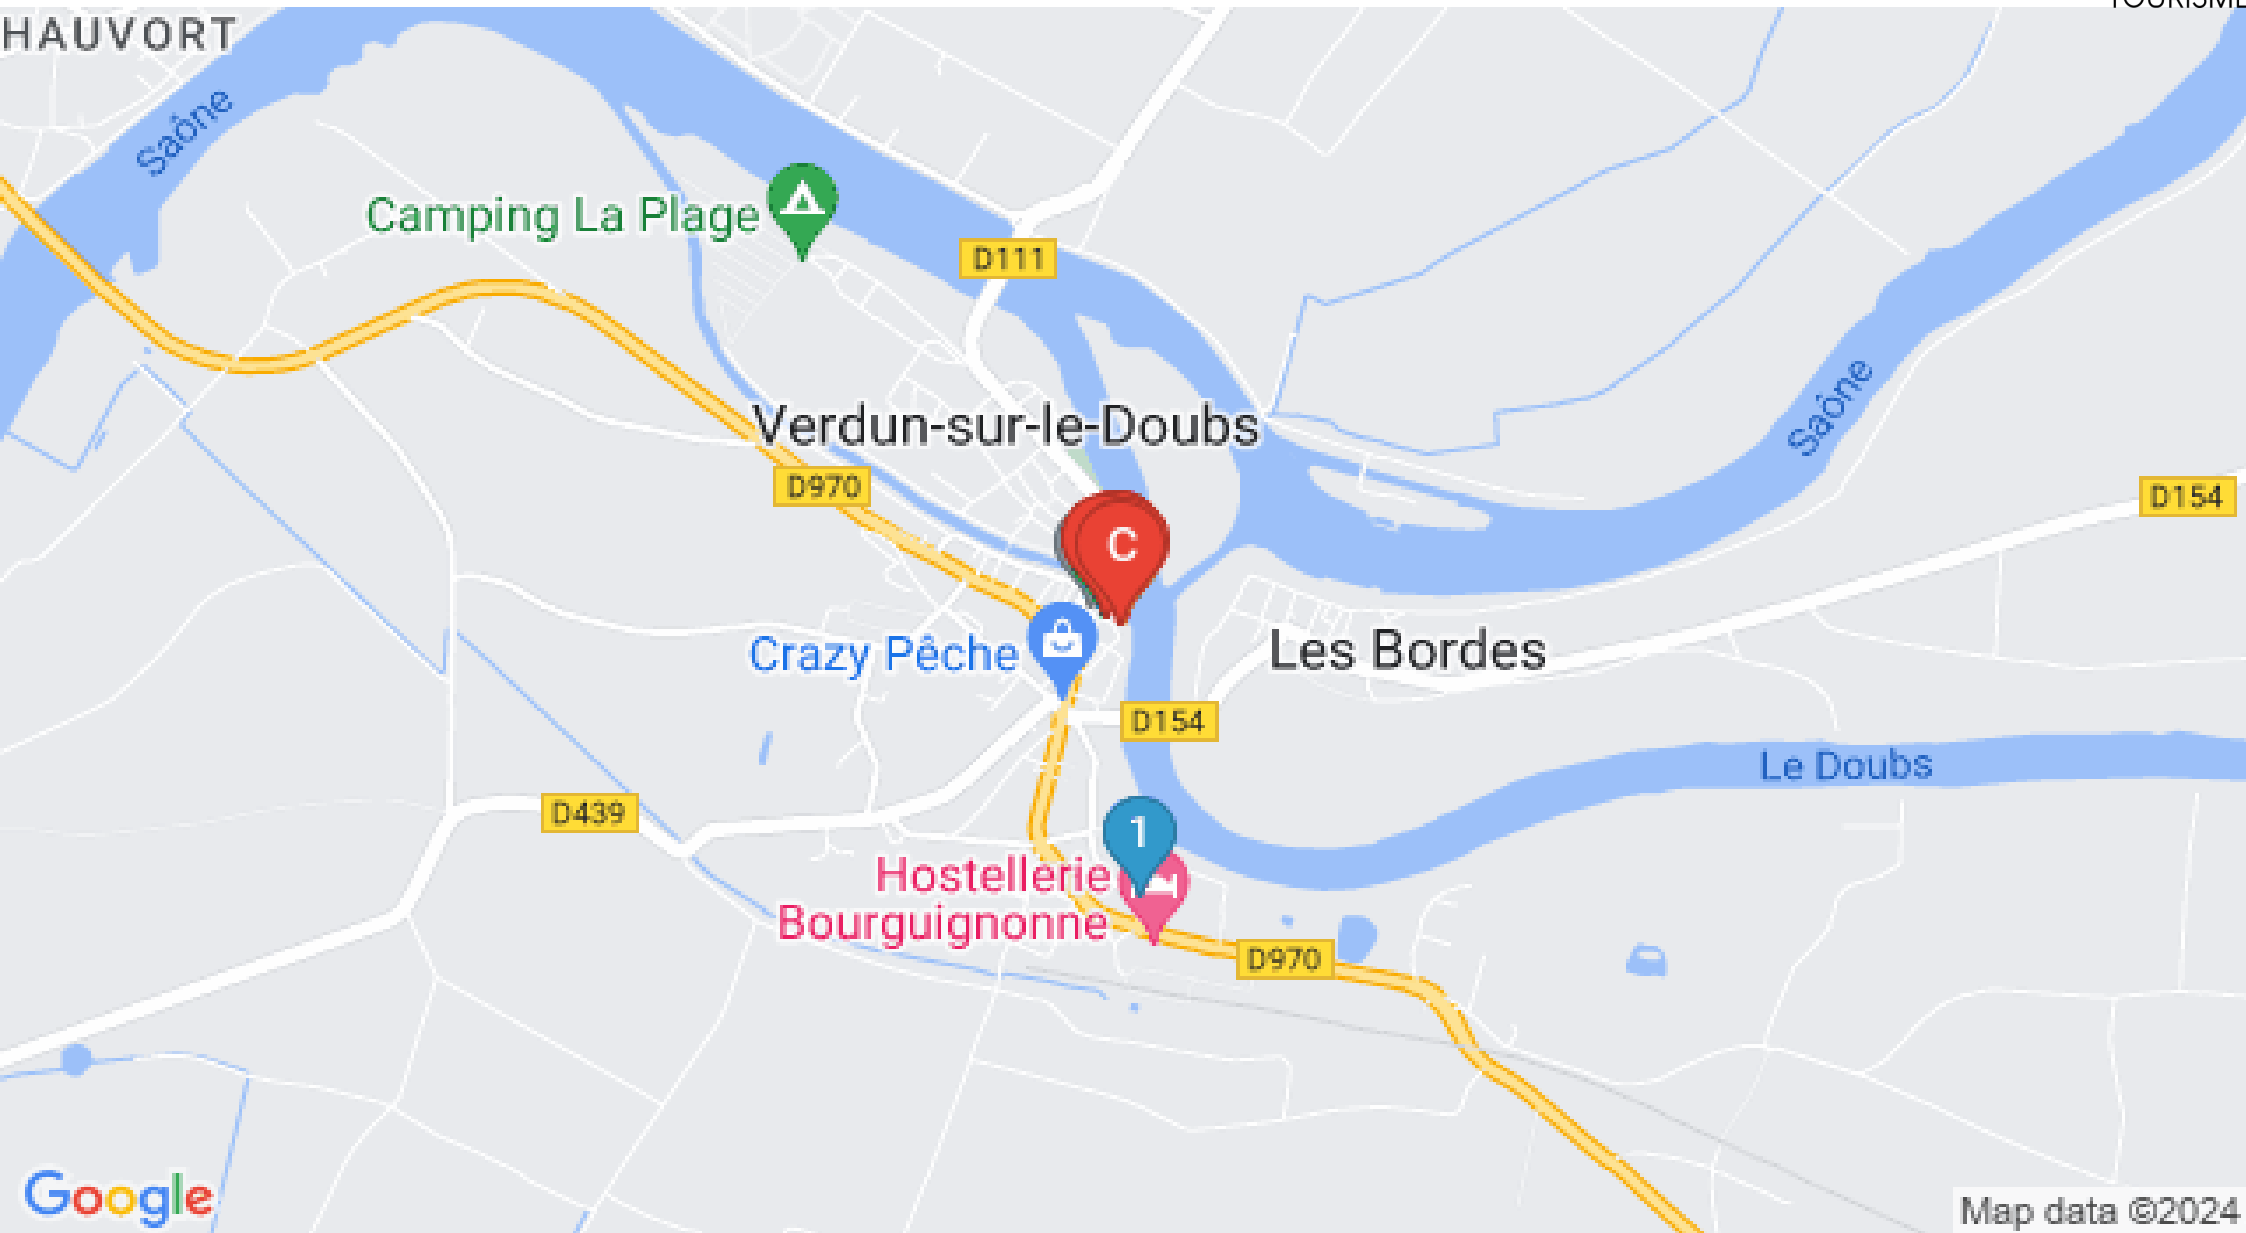 TOURISME
HAUVORT
Saône
Camping La Plage
D111
Verdun-sur-le-Doubs
Saône
D970
D154
C
Crazy Pêche
Les Bordes
D154
Le Doubs
D439
1
Hostellerie
Bourguignonne
D970
Google
Map data ©2024